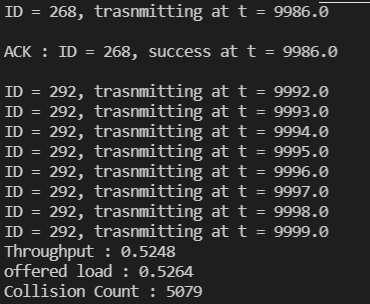 ID = 268, trasnmitting at t = 9986.0
ACK : ID = 268, success at t = 9986.0
ID = 292, trasnmitting at t = 9992.0
ID = 292, trasnmitting at t = 9993.0
ID = 292, trasnmitting at t = 9994.0
ID = 292, trasnmitting at t = 9995.0
ID = 292, trasnmitting at t = 9996.0
ID = 292, trasnmitting at t = 9997.0
ID = 292, trasnmitting at t = 9998.0
ID = 292, trasnmitting at t = 9999.0
Throughput : 0.5248
offered load : 0.5264
Collision Count : 5079